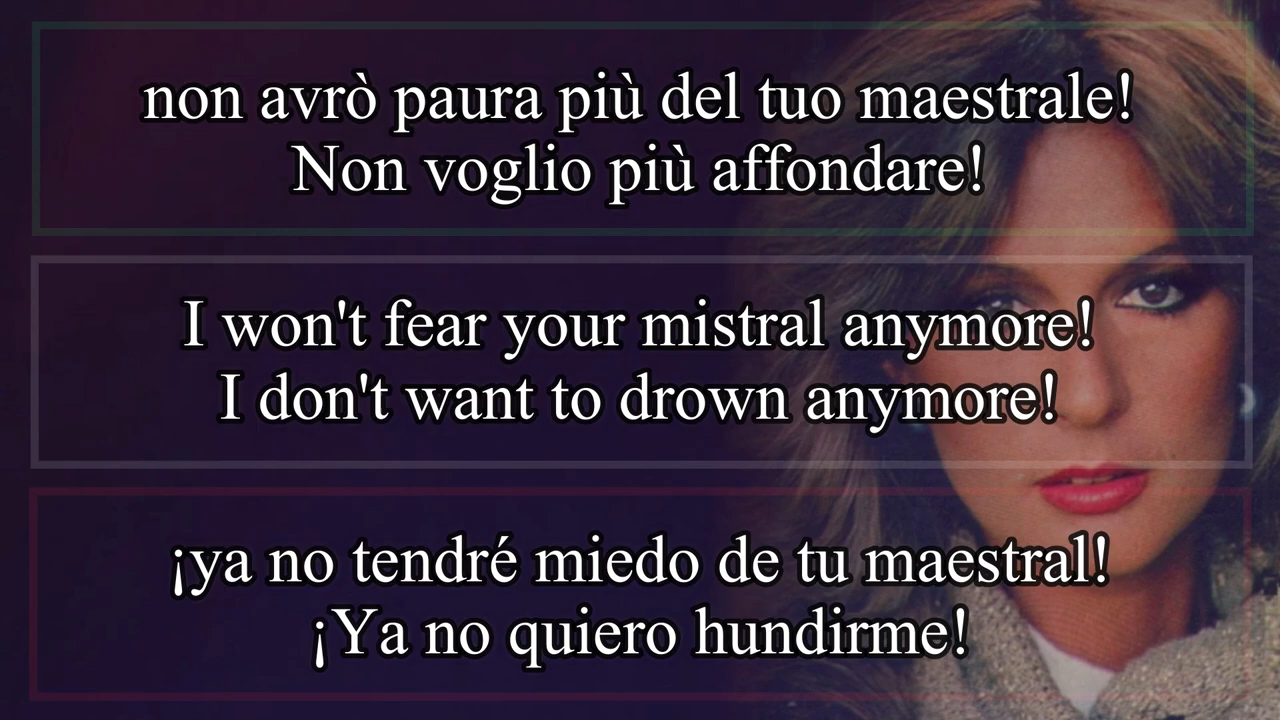 non avrò paura più del tuo maestrale!
Non voglio più affondare!
I won't fear your mistral anymore!
I don't want to drown anymore!
¡ya no tendré miedo de tu maestral!
¡Ya no quiero hundirme!